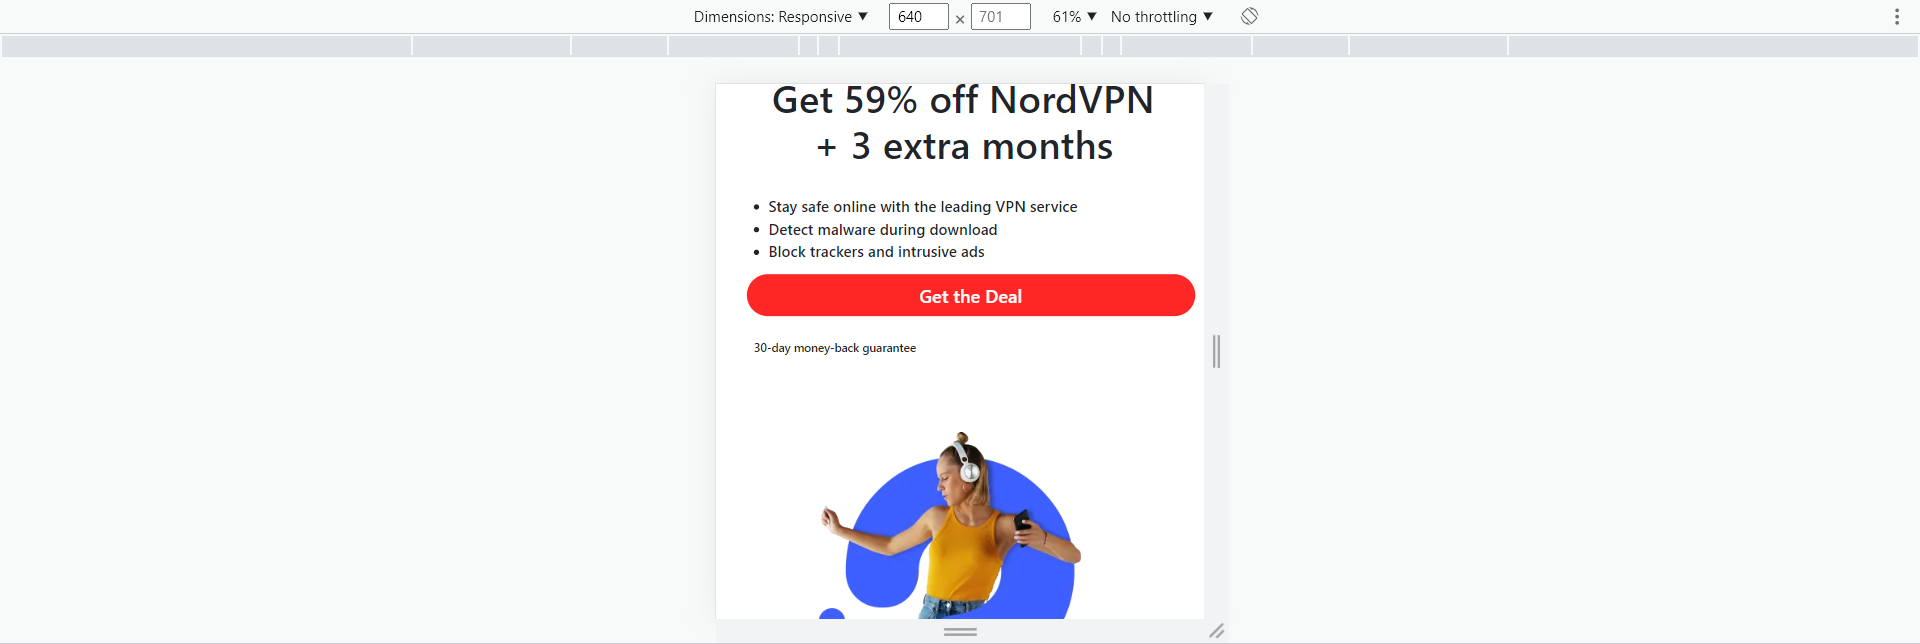 Dimensions: Responsive ▼ 640 × 701 61% ▼ No throttling ▼
Get 59% off NordVPN
+ 3 extra months
• Stay safe online with the leading VPN service
• Detect malware during download
• Block trackers and intrusive ads
Get the Deal
30-day money-back guarantee